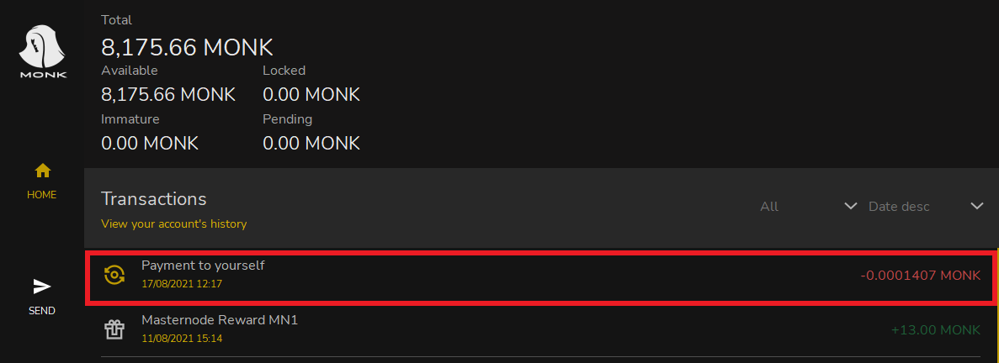 MONK
HOME
SEND
Total
8,175.66 MONK
Available
Locked
8,175.66 MONK
0.00 MONK
Immature
Pending
0.00 MONK
0.00 MONK
Transactions
All
Date desc
View your account's history
Payment to yourself
17/08/2021 12:17
-0.0001407 MONK
Masternode Reward MN1
11/08/2021 15:14
+13.00 MONK